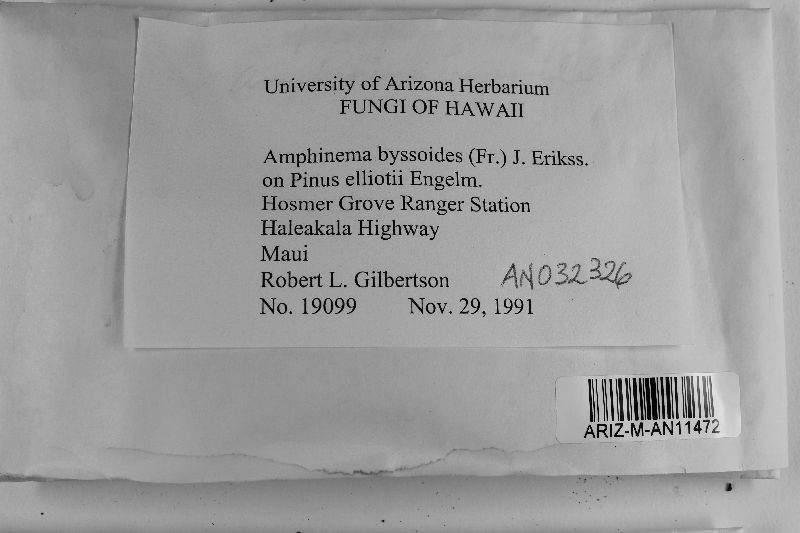 University of Arizona Herbarium
FUNGI OF HAWAII
Amphinema byssoides (Fr.) J. Erikss.
on Pinus elliotii Engelm.
Hosmer Grove Ranger Station
Haleakala Highway
Maui
Robert L. Gilbertson AN032326
No. 19099 Nov. 29, 1991
ARIZ-M-AN11472